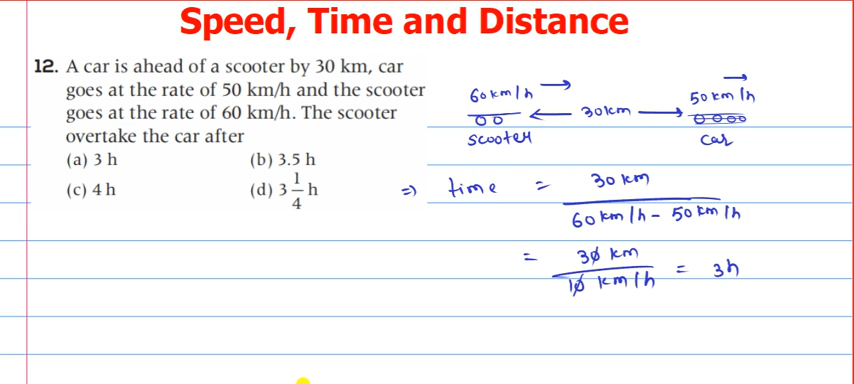 Speed, Time and Distance
12. A car is ahead of a scooter by 30 km, car
goes at the rate of 50 km/h and the scooter
goes at the rate of 60 km/h. The scooter
overtake the car after
(a) 3 h (b) 3.5 h
(c) 4 h (d) 3 1/4 h
60 km/h → → 50 km/h
← 30km →
scooter car
⇒ time = 30 km / 60 km/h - 50 km/h
= 30 km / 10 km/h = 3h